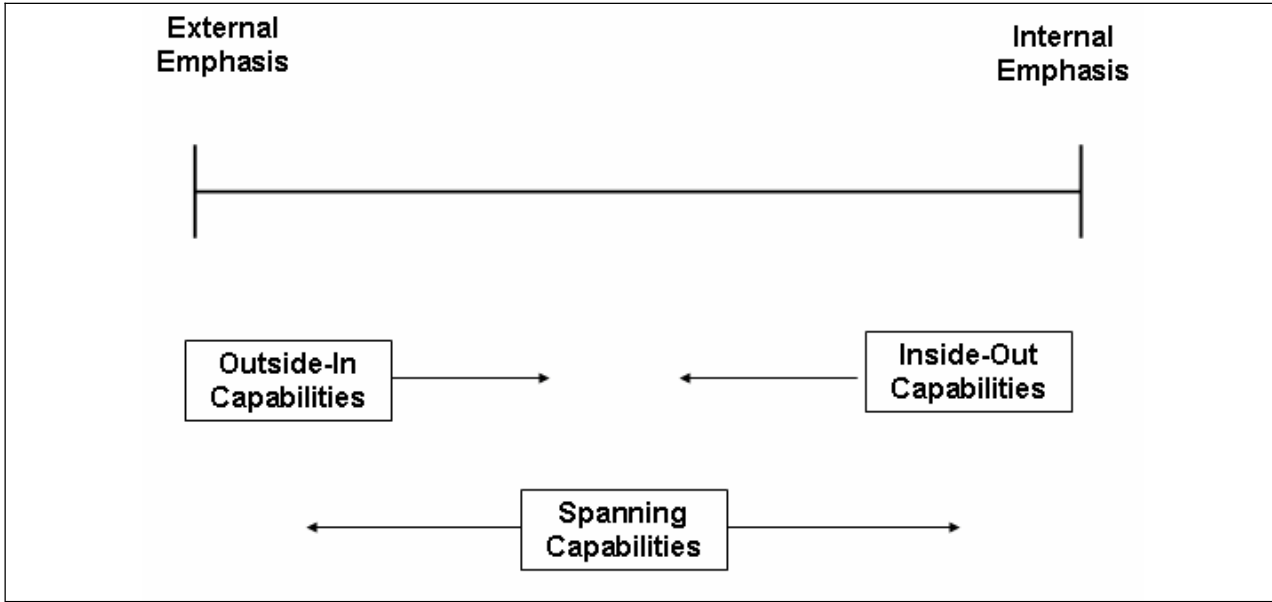 External
Emphasis
Internal
Emphasis
Outside-In
Capabilities
Inside-Out
Capabilities
Spanning
Capabilities